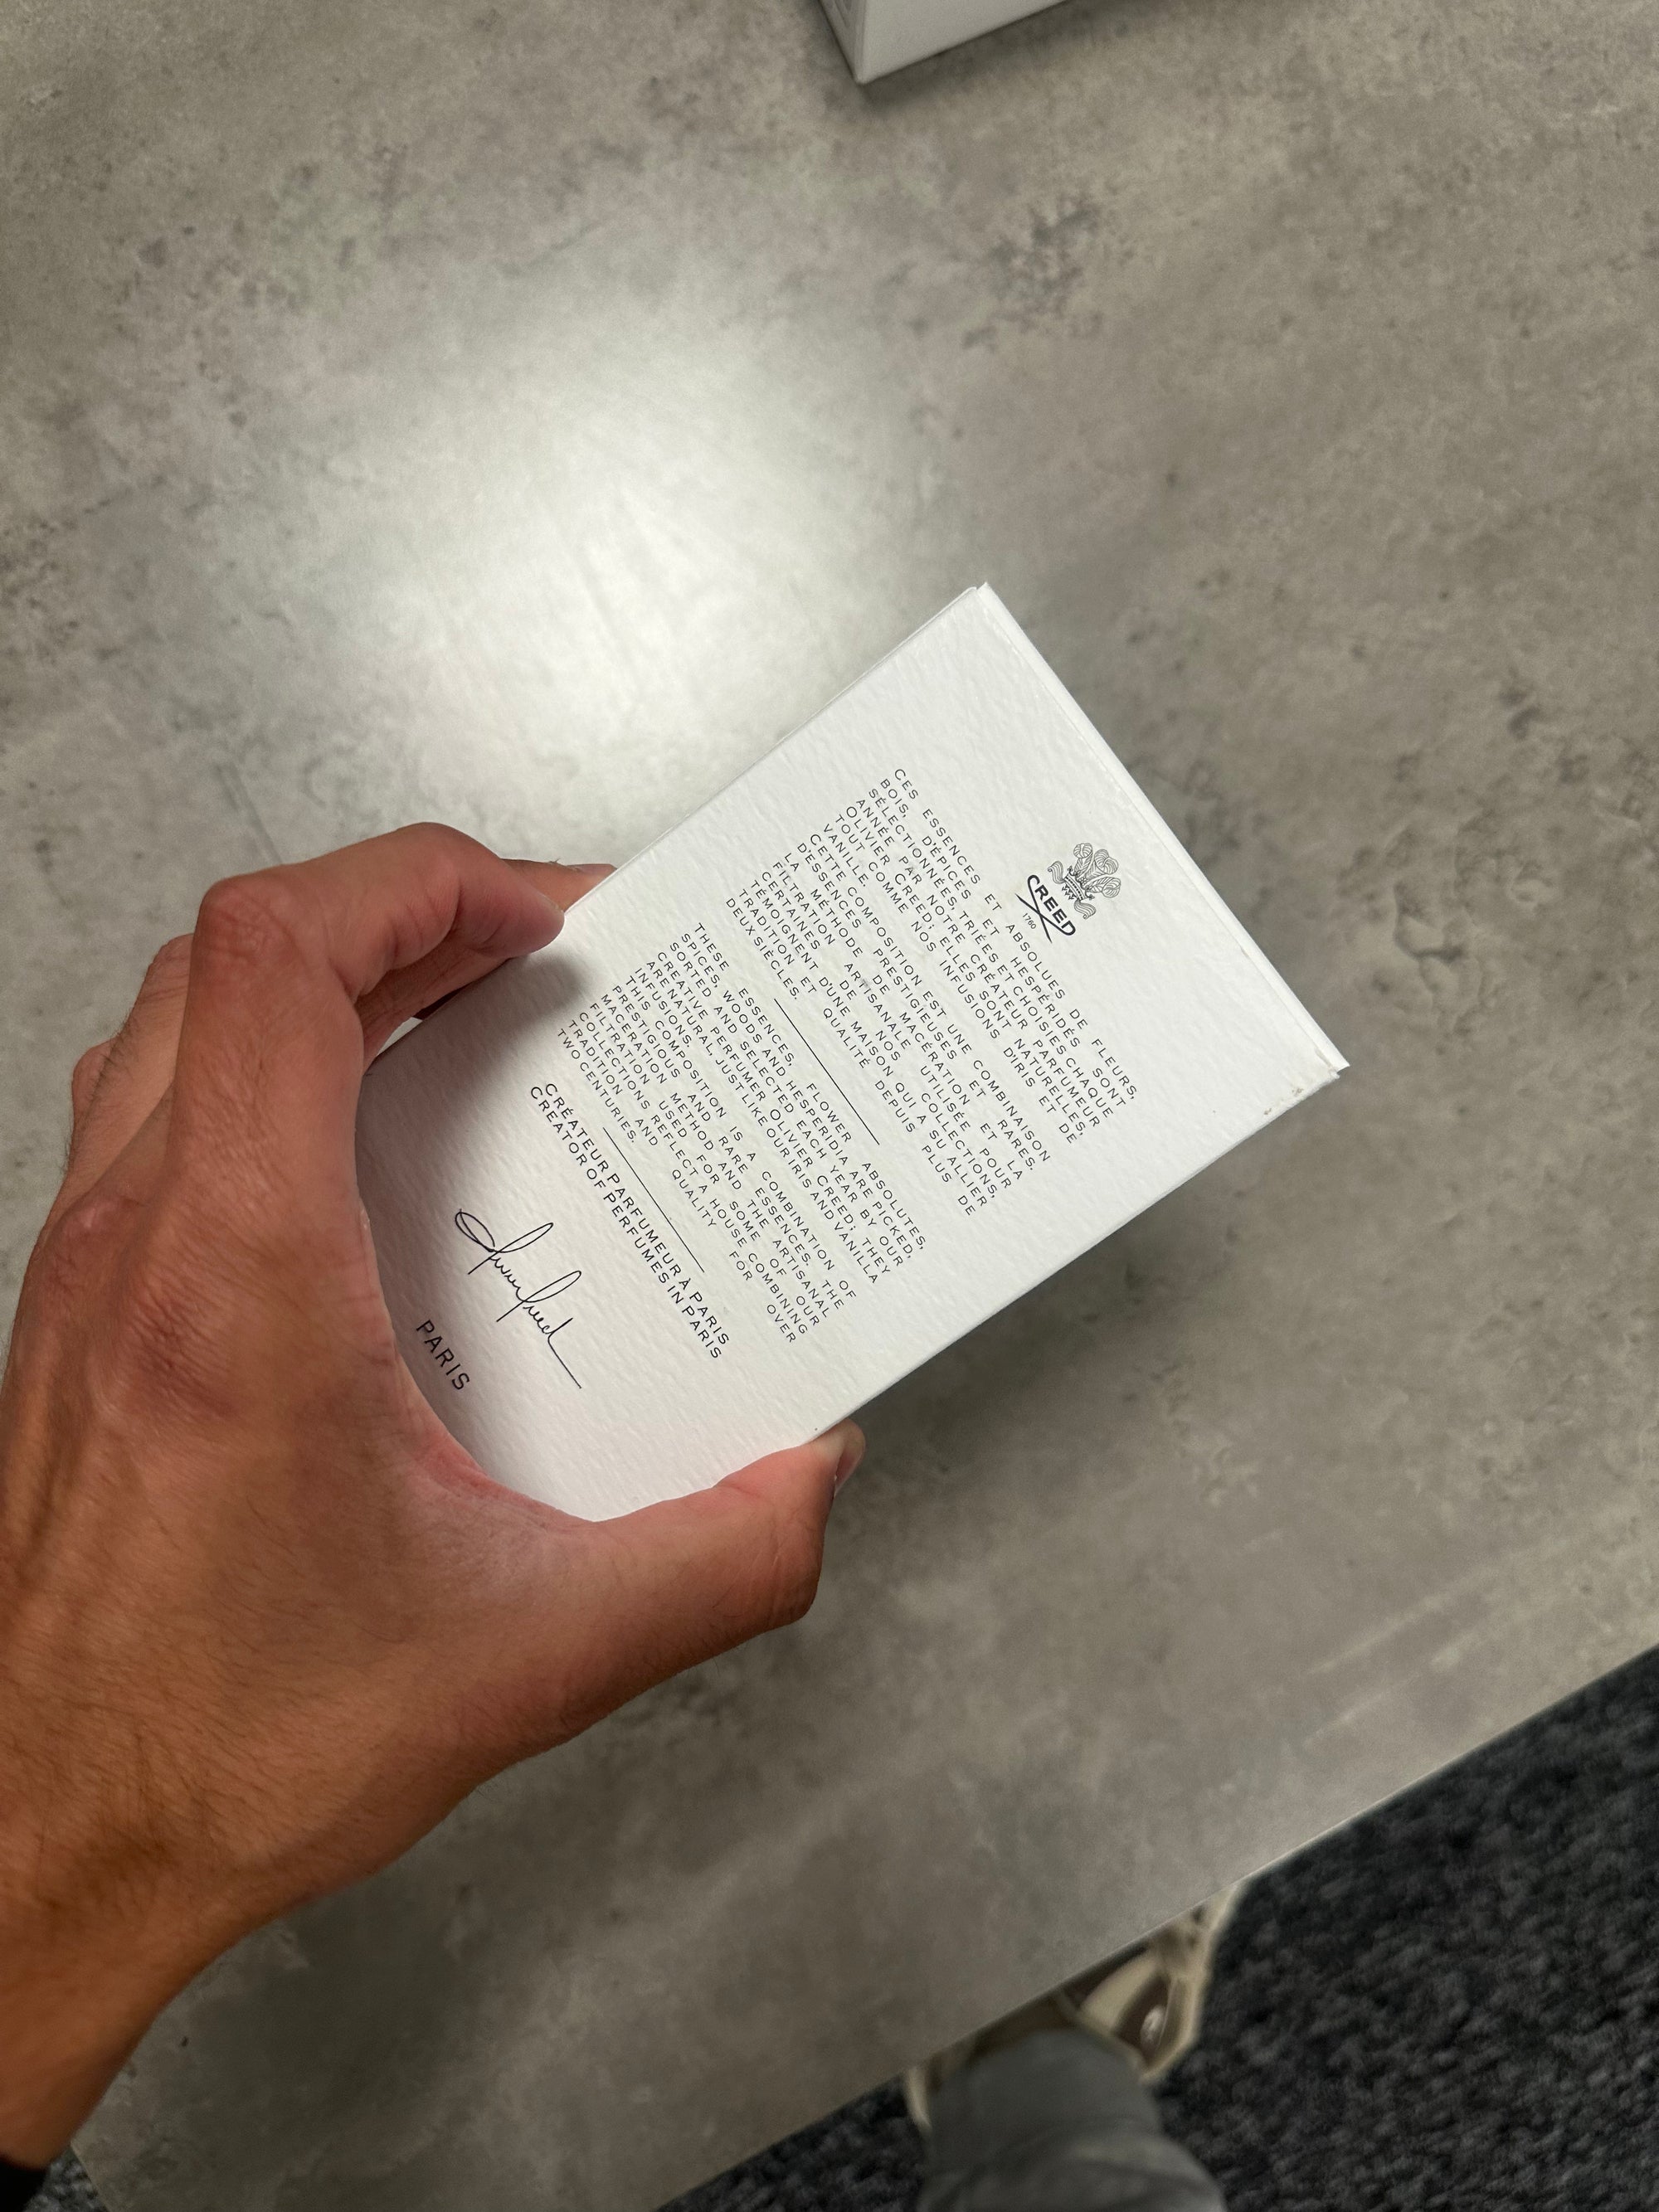 CREED
1760
CES ESSENCES ET ABSOLUES DE FLEURS,
BOIS, D'ÉPICES ET HESPÉRIDÉS SONT
SÉLECTIONNÉES, TRIÉES ET CHOISIES CHAQUE
ANNÉE PAR NOTRE CRÉATEUR PARFUMEUR
OLIVIER CREED; ELLES SONT NATURELLES,
TOUT COMME NOS INFUSIONS D'IRIS ET DE
VANILLE.
CETTE COMPOSITION EST UNE COMBINAISON
D'ESSENCES PRESTIGIEUSES ET RARES.
LA MÉTHODE DE MACÉRATION ET LA
FILTRATION ARTISANALE UTILISÉE POUR
CERTAINES DE NOS COLLECTIONS,
TÉMOIGNENT D'UNE MAISON QUI A SU ALLIER
TRADITION ET QUALITÉ DEPUIS PLUS DE
DEUX SIÈCLES.
THESE ESSENCES, FLOWER ABSOLUTES,
SPICES, WOODS AND HESPERIDIA ARE PICKED,
SORTED AND SELECTED EACH YEAR BY OUR
CREATIVE PERFUMER, OLIVIER CREED; THEY
ARE NATURAL, JUST LIKE OUR IRIS AND VANILLA
INFUSIONS.
THIS COMPOSITION IS A COMBINATION OF
PRESTIGIOUS AND RARE ESSENCES. THE
MACERATION METHOD AND THE ARTISANAL
FILTRATION USED FOR SOME OF OUR
COLLECTIONS REFLECT A HOUSE COMBINING
TRADITION AND QUALITY FOR OVER
TWO CENTURIES.
CRÉATEUR PARFUMEUR À PARIS
CREATOR OF PERFUMES IN PARIS
PARIS